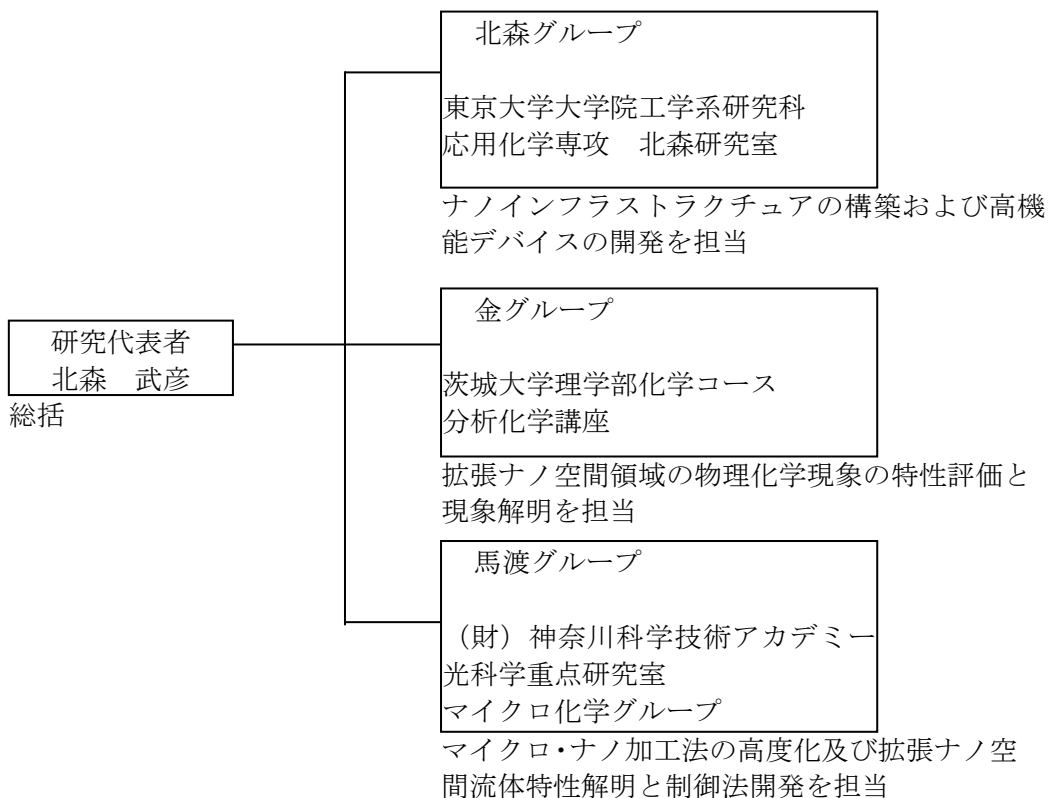 北森グループ
東京大学大学院工学系研究科
応用化学専攻　北森研究室
ナノインフラストラクチュアの構築および高機
能デバイスの開発を担当
研究代表者
北森　武彦
総括
金グループ
茨城大学理学部化学コース
分析化学講座
拡張ナノ空間領域の物理化学現象の特性評価と
現象解明を担当
馬渡グループ
（財）神奈川科学技術アカデミー
光科学重点研究室
マイクロ化学グループ
マイクロ・ナノ加工法の高度化及び拡張ナノ空
間流体特性解明と制御法開発を担当